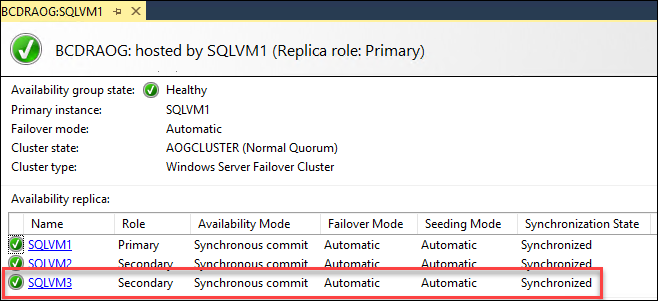 BCDRAOG:SQLVM1
BCDRAOG: hosted by SQLVM1 (Replica role: Primary)
Availability group state: Healthy
Primary instance: SQLVM1
Failover mode: Automatic
Cluster state: AOGCLUSTER (Normal Quorum)
Cluster type: Windows Server Failover Cluster
Availability replica:
Name Role Availability Mode Failover Mode Seeding Mode Synchronization State
SQLVM1 Primary Synchronous commit Automatic Automatic Synchronized
SQLVM2 Secondary Synchronous commit Automatic Automatic Synchronized
SQLVM3 Secondary Synchronous commit Automatic Automatic Synchronized